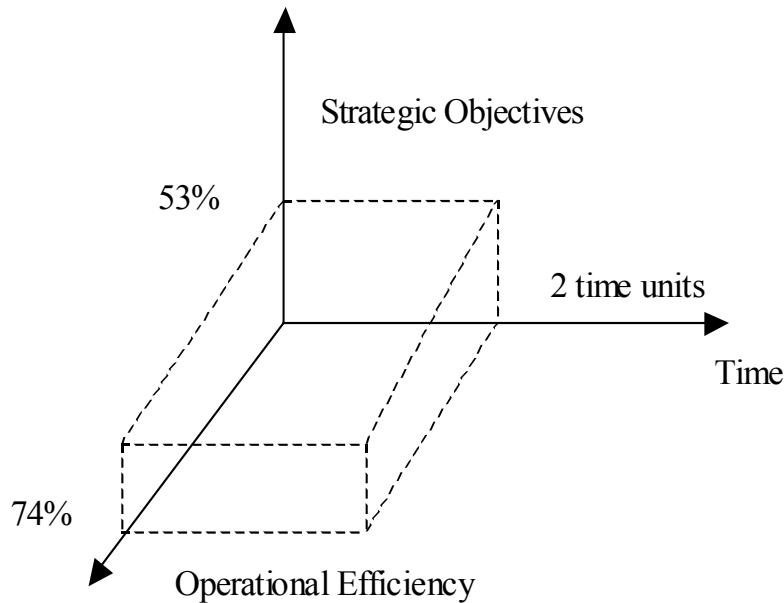 Strategic Objectives
53%
2 time units
Time
74%
Operational Efficiency